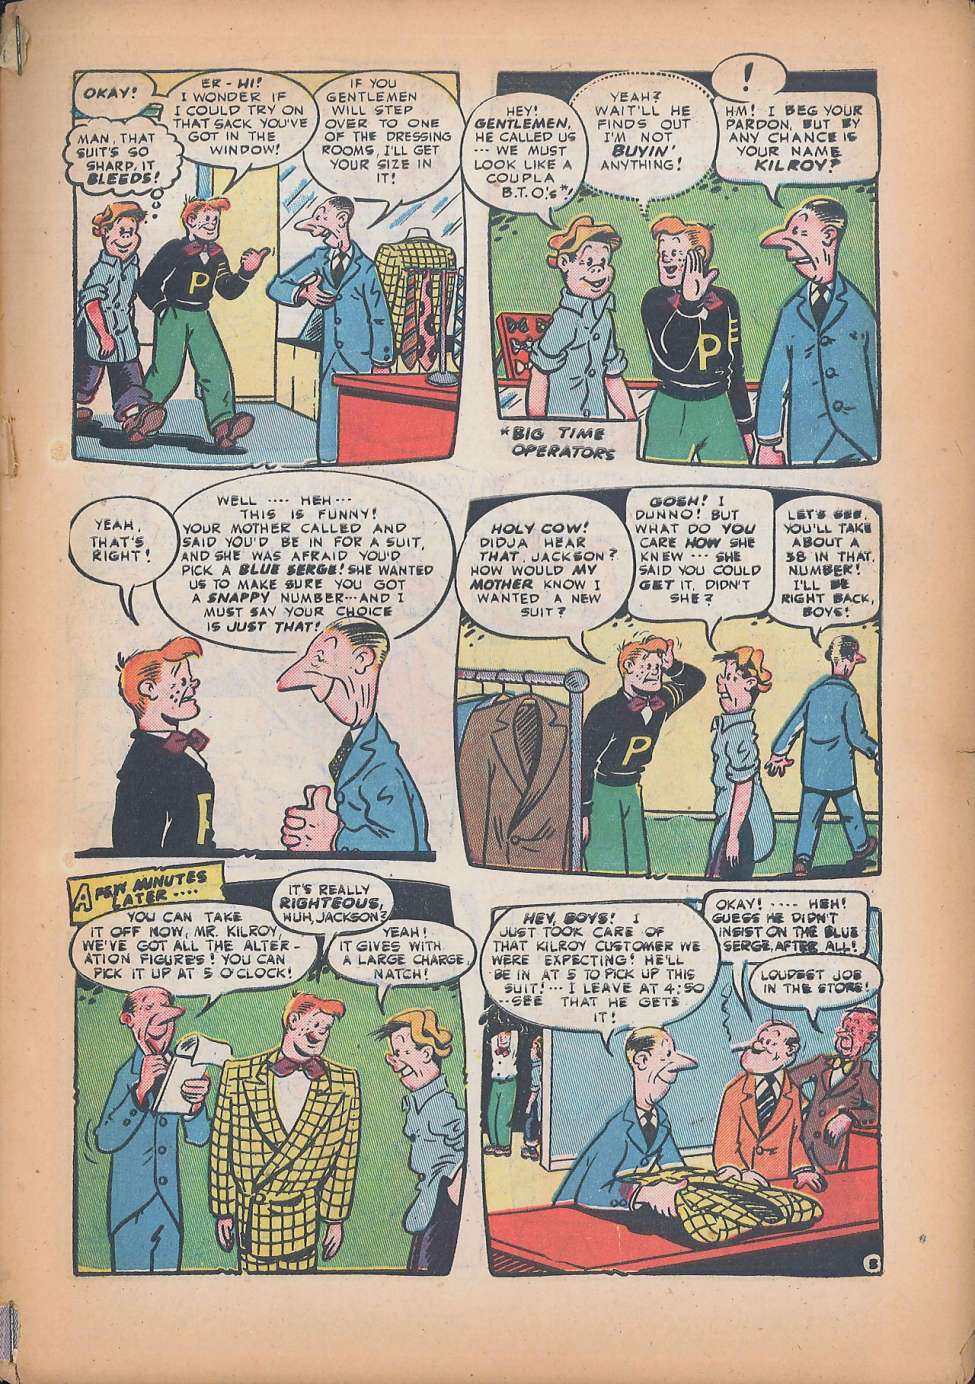 OKAY!
MAN, THAT
SUIT'S SO
SHARP, IT
BLEEDS!
ER - HI!
I WONDER IF
I COULD TRY ON
THAT SACK YOU'VE
GOT IN THE
WINDOW!
IF YOU
GENTLEMEN
WILL STEP
OVER TO ONE
OF THE DRESSING
ROOMS, I'LL GET
YOUR SIZE IN
IT!
P
HEY!
GENTLEMEN,
HE CALLED US
--- WE MUST
LOOK LIKE A
COUPLA
B.T.O's*
YEAH?
WAIT'LL HE
FINDS OUT
I'M NOT
BUYIN'
ANYTHING!
!
HM! I BEG YOUR
PARDON, BUT BY
ANY CHANCE IS
YOUR NAME
KILROY?
P
*BIG TIME
OPERATORS
YEAH,
THAT'S
RIGHT!
WELL ---- HEH---
THIS IS FUNNY!
YOUR MOTHER CALLED AND
SAID YOU'D BE IN FOR A SUIT,
AND SHE WAS AFRAID YOU'D
PICK A BLUE SERGE! SHE WANTED
US TO MAKE SURE YOU GOT
A SNAPPY NUMBER---AND I
MUST SAY YOUR CHOICE
IS JUST THAT!
P
HOLY COW!
DIDJA HEAR
THAT, JACKSON?
HOW WOULD MY
MOTHER KNOW I
WANTED A NEW
SUIT?
GOSH! I
DUNNO! BUT
WHAT DO YOU
CARE HOW SHE
KNEW --- SHE
SAID YOU COULD
GET IT, DIDN'T
SHE?
LET'S SEE,
YOU'LL TAKE
ABOUT A
38 IN THAT
NUMBER!
I'LL BE
RIGHT BACK,
BOYS!
P
A FEW MINUTES
LATER----
YOU CAN TAKE
IT OFF NOW, MR. KILROY,
WE'VE GOT ALL THE ALTER-
ATION FIGURES! YOU CAN
PICK IT UP AT 5 O'CLOCK!
IT'S REALLY
RIGHTEOUS,
HUH, JACKSON?
YEAH!
IT GIVES WITH
A LARGE CHARGE,
NATCH!
HEY, BOYS! I
JUST TOOK CARE OF
THAT KILROY CUSTOMER WE
WERE EXPECTING! HE'LL
BE IN AT 5 TO PICK UP THIS
SUIT!--- I LEAVE AT 4:50
--SEE THAT HE GETS
IT!
OKAY! ---- HEH!
GUESS HE DIDN'T
INSIST ON THE BLUE
SERGE, AFTER ALL!
LOUDEST JOB
IN THE STORE!